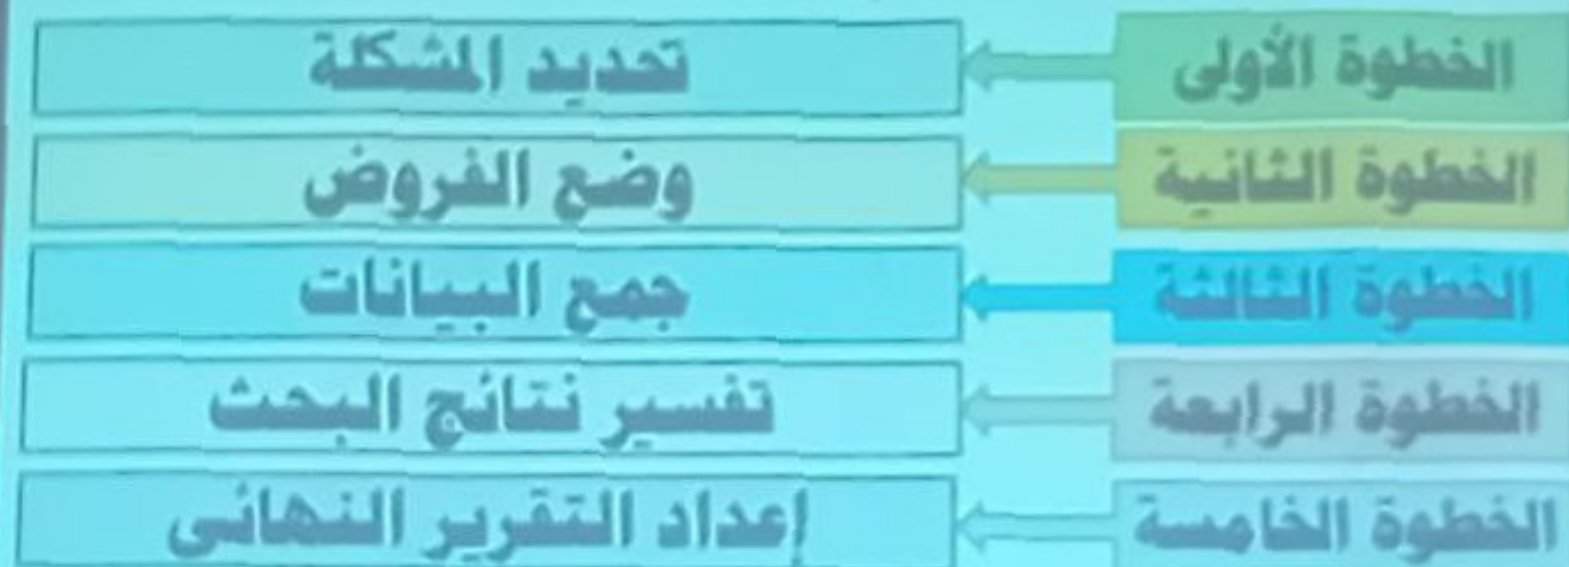 الخطوة الأولى تحديد المشكلة
الخطوة الثانية وضع الفروض
الخطوة الثالثة جمع البيانات
الخطوة الرابعة تفسير نتائج البحث
الخطوة الخامسة إعداد التقرير النهائى